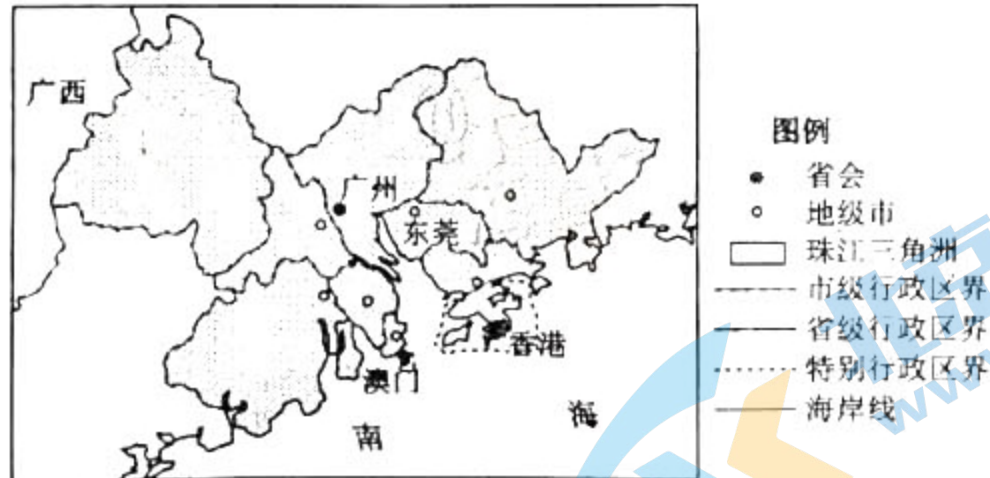 广西
广州
东莞
香港
澳门
南
海
图例
省会
地级市
珠江三角洲
市级行政区界
省级行政区界
特别行政区界
海岸线